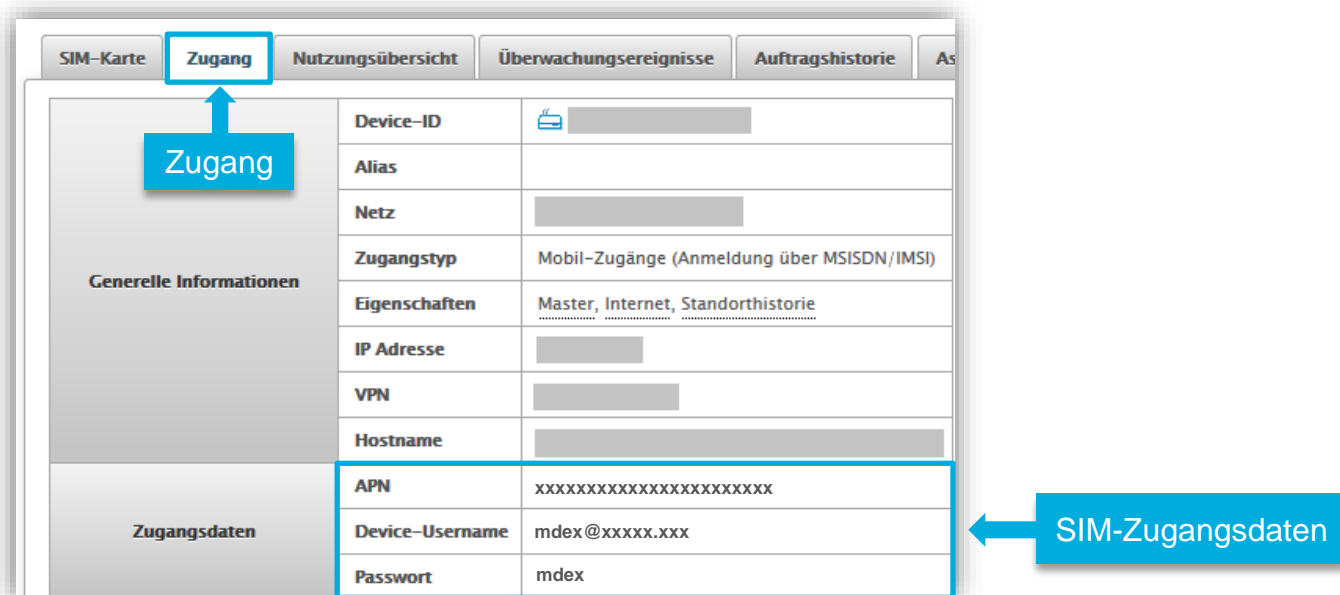 SIM-Karte Zugang Nutzungsübersicht Überwachungsereignisse Auftragshistorie As
Zugang
Generelle Informationen
Device-ID
Alias
Netz
Zugangstyp Mobil-Zugänge (Anmeldung über MSISDN/IMSI)
Eigenschaften Master, Internet, Standorthistorie
IP Adresse
VPN
Hostname
Zugangsdaten
APN xxxxxxxxxxxxxxxxxxxxxxx
Device-Username mdex@xxxxx.xxx
Passwort mdex
SIM-Zugangsdaten